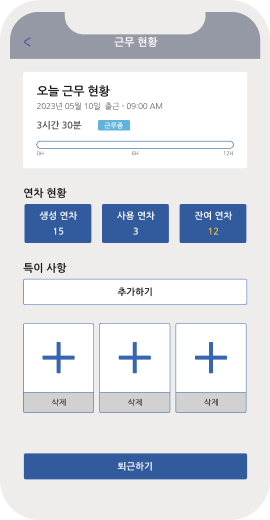 근무 현황
오늘 근무 현황
2023년 05월 10일 출근 - 09:00 AM
3시간 30분 근무중
0H 6H 12H
연차 현황
생성 연차 사용 연차 잔여 연차
15 3 12
특이 사항
추가하기
삭제 삭제 삭제
퇴근하기